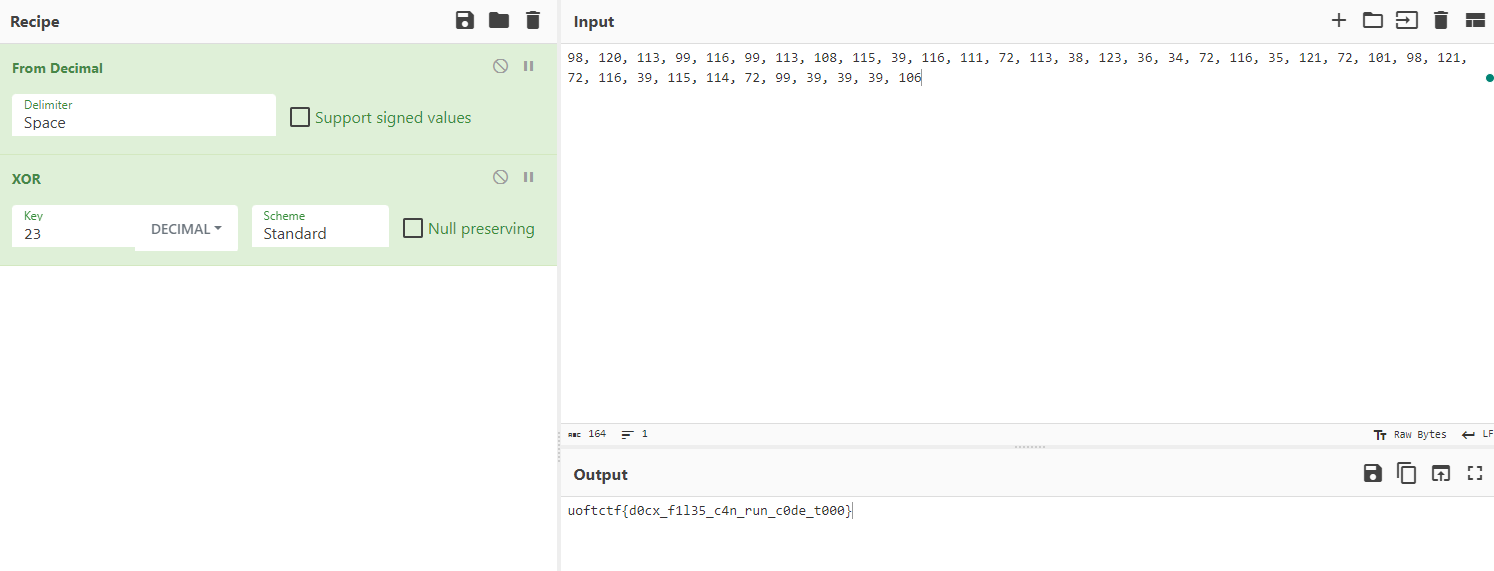 Recipe
From Decimal
Delimiter
Space
Support signed values
XOR
Key
23
DECIMAL
Scheme
Standard
Null preserving
Input
98, 120, 113, 99, 116, 99, 113, 108, 115, 39, 116, 111, 72, 113, 38, 123, 36, 34, 72, 116, 35, 121, 72, 101, 98, 121,
72, 116, 39, 115, 114, 72, 99, 39, 39, 39, 106
ABC 164 1
Raw Bytes LF
Output
uoftctf{d0cx_f1l35_c4n_run_c0de_t000}